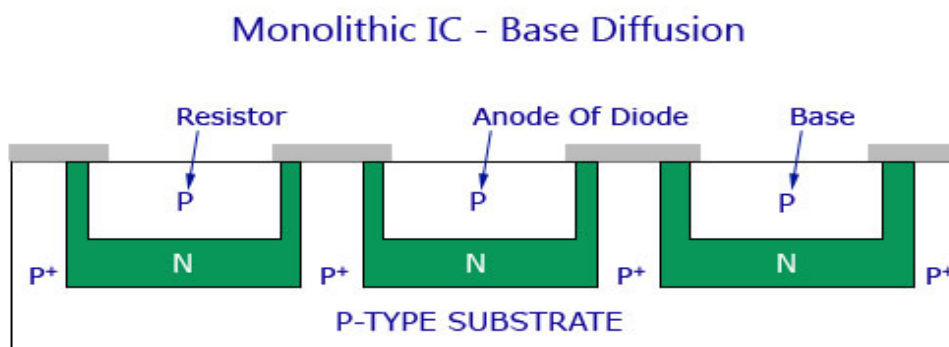 Monolithic IC - Base Diffusion
Resistor Anode Of Diode Base
P P P
N N N
P+ P+ P+ P+
P-TYPE SUBSTRATE